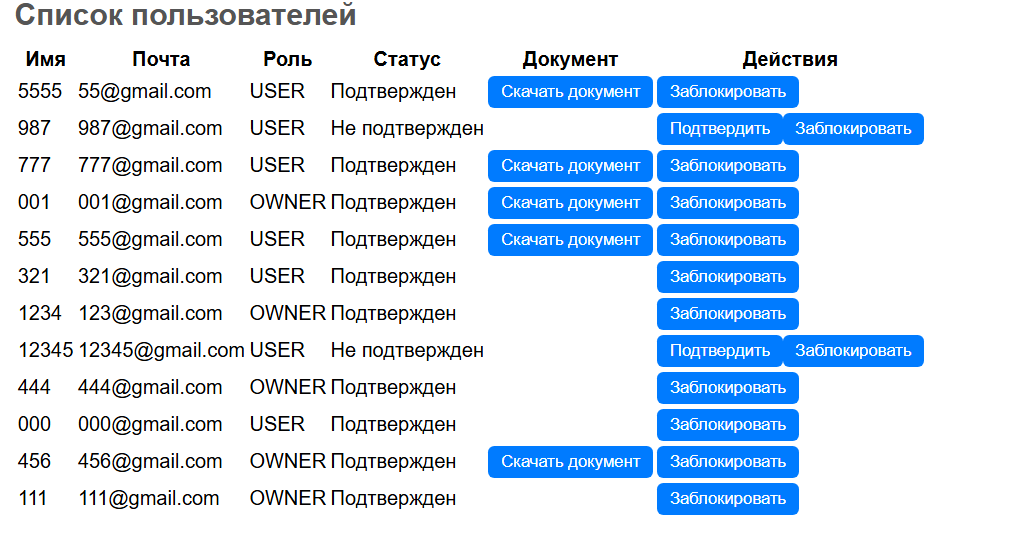 Список пользователей
Имя Почта Роль Статус Документ Действия
5555 55@gmail.com USER Подтвержден Скачать документ Заблокировать
987 987@gmail.com USER Не подтвержден Подтвердить Заблокировать
777 777@gmail.com USER Подтвержден Скачать документ Заблокировать
001 001@gmail.com OWNER Подтвержден Скачать документ Заблокировать
555 555@gmail.com USER Подтвержден Скачать документ Заблокировать
321 321@gmail.com USER Подтвержден Заблокировать
1234 123@gmail.com OWNER Подтвержден Заблокировать
12345 12345@gmail.com USER Не подтвержден Подтвердить Заблокировать
444 444@gmail.com OWNER Подтвержден Заблокировать
000 000@gmail.com USER Подтвержден Заблокировать
456 456@gmail.com OWNER Подтвержден Скачать документ Заблокировать
111 111@gmail.com OWNER Подтвержден Заблокировать